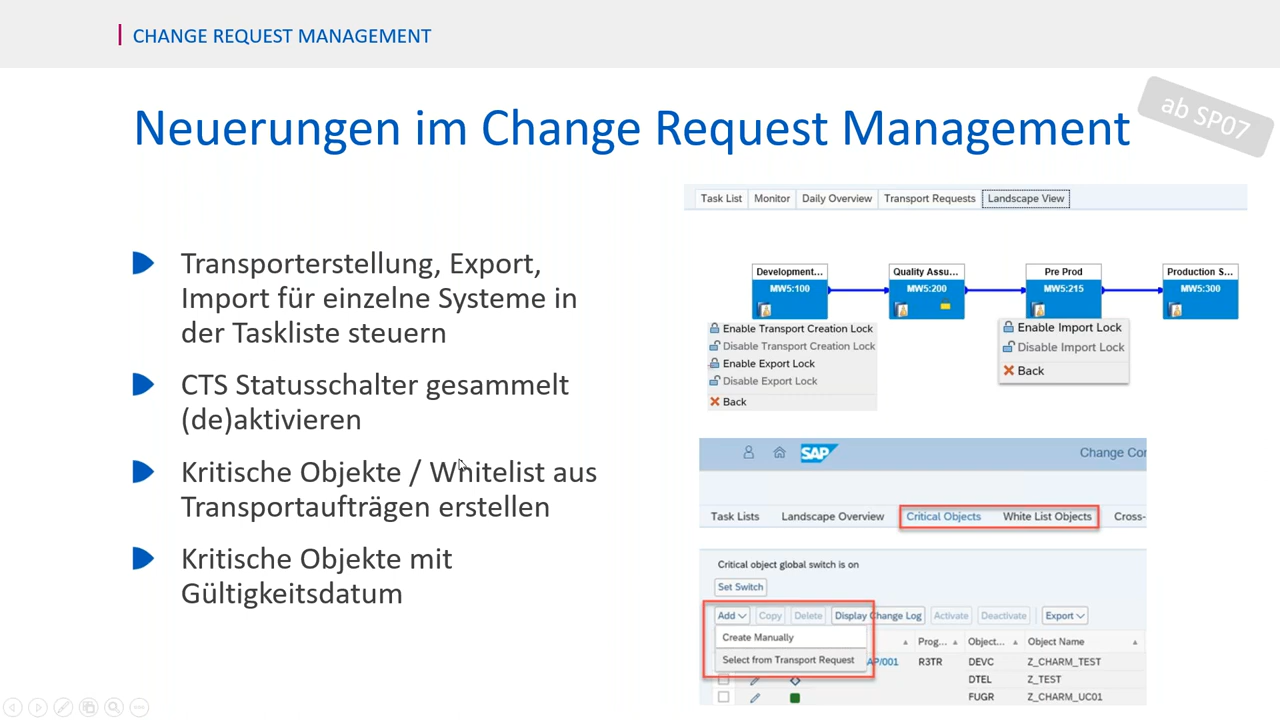 CHANGE REQUEST MANAGEMENT
Neuerungen im Change Request Management
ab SP07
Transporterstellung, Export,
Import für einzelne Systeme in
der Taskliste steuern
CTS Statusschalter gesammelt
(de)aktivieren
Kritische Objekte / Whitelist aus
Transportaufträgen erstellen
Kritische Objekte mit
Gültigkeitsdatum
Task List Monitor Daily Overview Transport Requests Landscape View
Development... Quality Assu... Pre Prod Production S...
MW5:100 MW5:200 MW5:215 MW5:300
Enable Transport Creation Lock
Disable Transport Creation Lock
Enable Export Lock
Disable Export Lock
Back
Enable Import Lock
Disable Import Lock
Back
SAP Change Cor
Task Lists Landscape Overview Critical Objects White List Objects Cross-
Critical object global switch is on
Set Switch
Add Copy Delete Display Change Log Activate Deactivate Export
Create Manually
Select from Transport Request
Prog... Object... Object Name
AP/001 R3TR DEVC Z_CHARM_TEST
DTEL Z_TEST
FUGR Z_CHARM_UC01